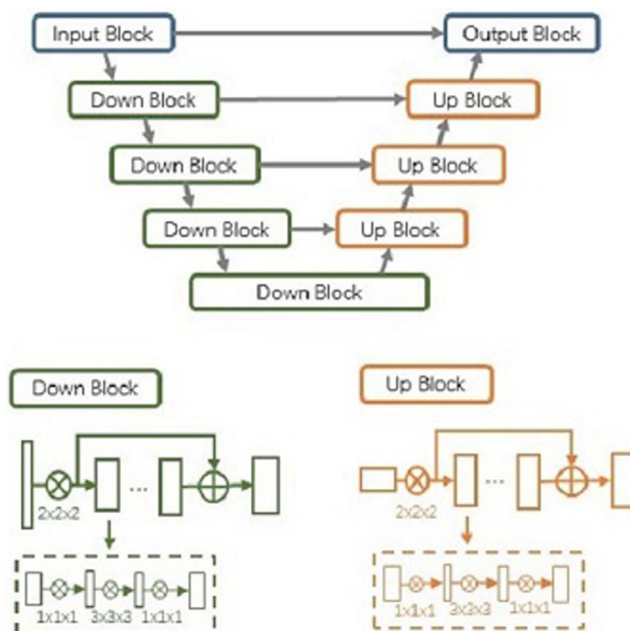 Input Block
Output Block
Down Block
Up Block
Down Block
Up Block
Down Block
Up Block
Down Block
Down Block
Up Block
2x2x2
...
2x2x2
...
1x1x1 3x3x3 1x1x1
1x1x1 3x3x3 1x1x1